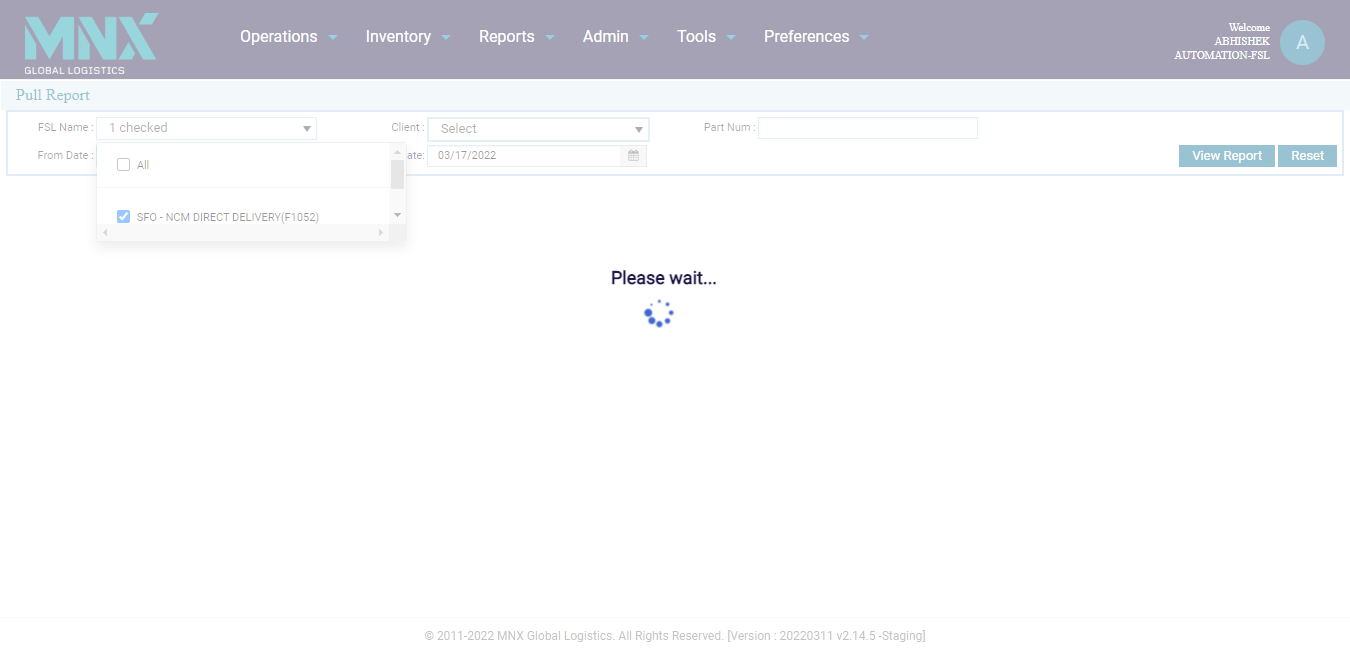 MNX
GLOBAL LOGISTICS
Operations Inventory Reports Admin Tools Preferences
Welcome
ABHISHEK
AUTOMATION-FSL
A
Pull Report
FSL Name : 1 checked Client : Select Part Num :
From Date : ate: 03/17/2022
View Report Reset
All
SFO - NCM DIRECT DELIVERY(F1052)
Please wait...
© 2011-2022 MNX Global Logistics. All Rights Reserved. [Version : 20220311 v2.14.5 -Staging]